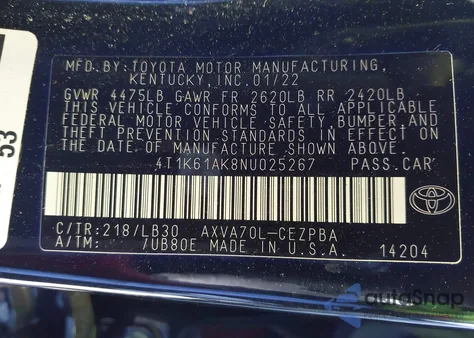 53
MFD. BY: TOYOTA MOTOR MANUFACTURING,
KENTUCKY, INC. 01/22
GVWR 4475LB GAWR FR 2620LB RR 2420LB
THIS VEHICLE CONFORMS TO ALL APPLICABLE
FEDERAL MOTOR VEHICLE SAFETY, BUMPER, AND
THEFT PREVENTION STANDARDS IN EFFECT ON
THE DATE OF MANUFACTURE SHOWN ABOVE.
4T1K61AK8NU025267 PASS.CAR
C/TR:218/LB30 AXVA70L-CEZPBA
A/TM: /UB80E MADE IN U.S.A.
14204
TOYOTA
autoSnap